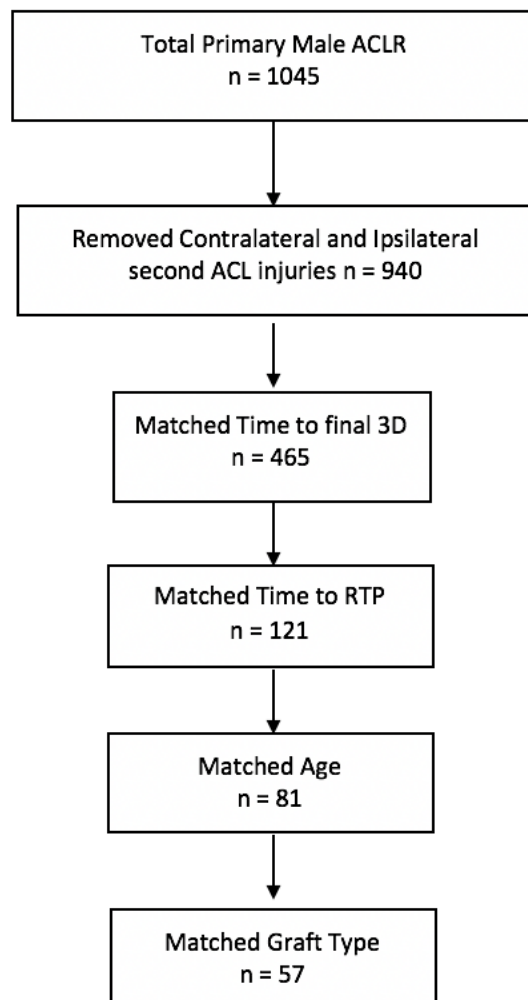 Total Primary Male ACLR
n = 1045
Removed Contralateral and Ipsilateral
second ACL injuries n = 940
Matched Time to final 3D
n = 465
Matched Time to RTP
n = 121
Matched Age
n = 81
Matched Graft Type
n = 57